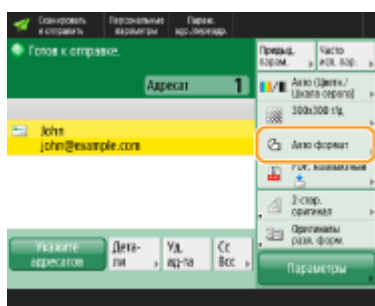 Сканировать и отправить
Персональные параметры
Парам. адр./переадр.
Готов к отправке.
Адресат 1
John
john@example.com
Укажите адресатов
Дета-ли
Уд. ад-та
Cc Bcc
Предыд. парам.
Часто исп. пар.
Авто (Цветн./ Шкала серого)
300x300 т/д
Авто формат
PDF, компактный
2-стор. оригинал
Оригиналы разл. форм.
Параметры